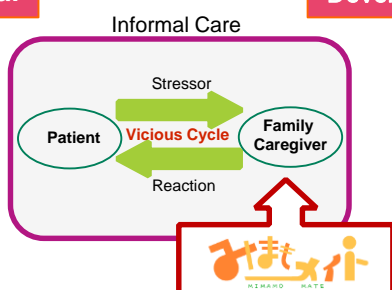 Informal Care
Stressor
Patient
Vicious Cycle
Family
Caregiver
Reaction
みまもメイト
MIMAMO MATE